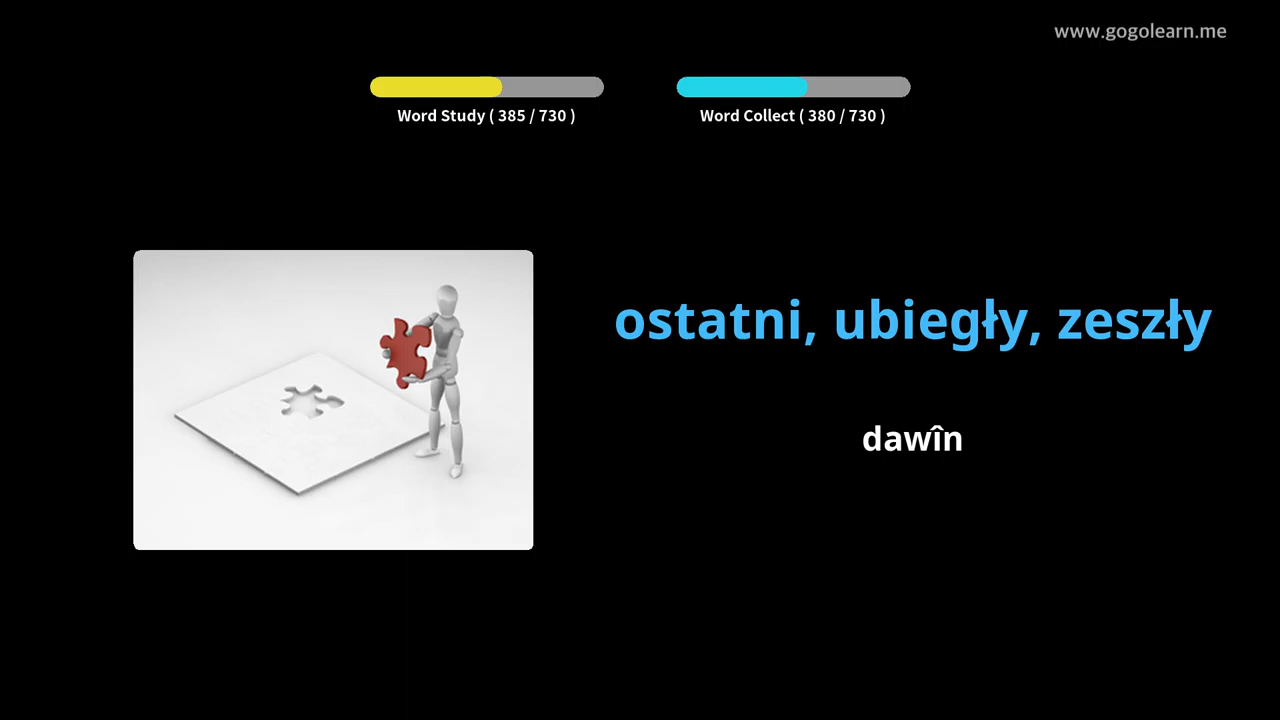 www.gogolearn.me
Word Study ( 385 / 730 )
Word Collect ( 380 / 730 )
ostatni, ubiegły, zeszły
dawîn